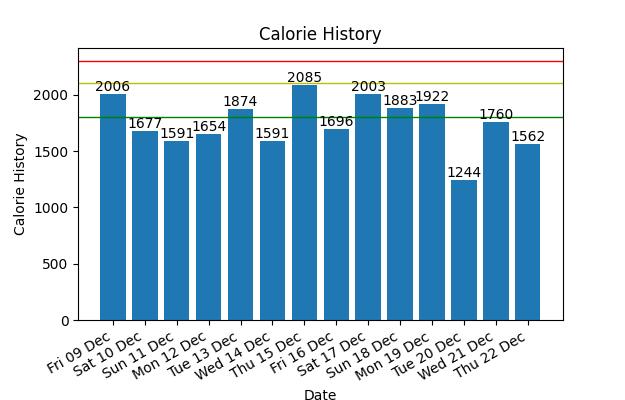 Calorie History
2006
1677
1591
1654
1874
1591
2085
1696
2003
1883
1922
1244
1760
1562
2000
1500
1000
500
0
Calorie History
Fri 09 Dec
Sat 10 Dec
Sun 11 Dec
Mon 12 Dec
Tue 13 Dec
Wed 14 Dec
Thu 15 Dec
Fri 16 Dec
Sat 17 Dec
Sun 18 Dec
Mon 19 Dec
Tue 20 Dec
Wed 21 Dec
Thu 22 Dec
Date